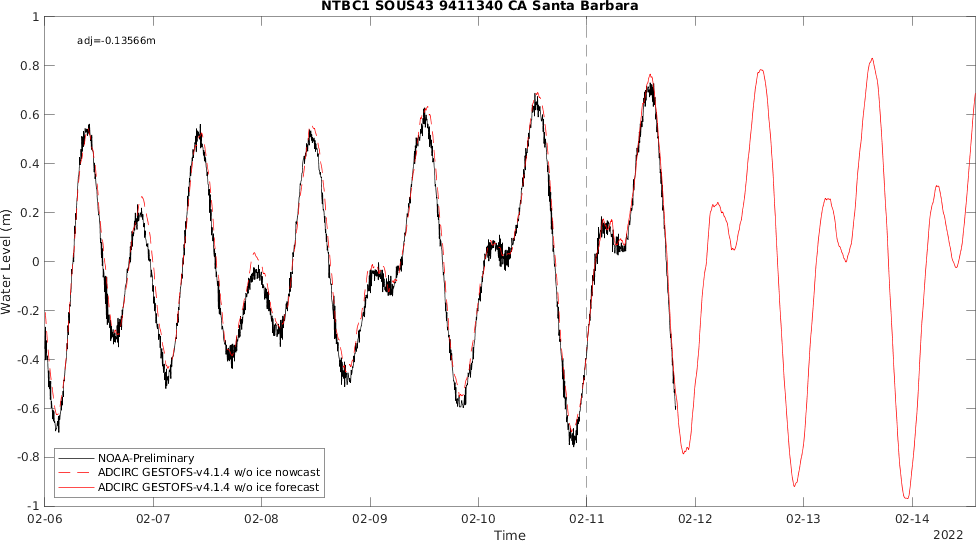 NTBC1 SOUS43 9411340 CA Santa Barbara
adj=-0.13566m
1
0.8
0.6
0.4
0.2
0
-0.2
-0.4
-0.6
-0.8
-1
Water Level (m)
NOAA-Preliminary
ADCIRC GESTOFS-v4.1.4 w/o ice nowcast
ADCIRC GESTOFS-v4.1.4 w/o ice forecast
02-06 02-07 02-08 02-09 02-10 02-11 02-12 02-13 02-14
Time
2022